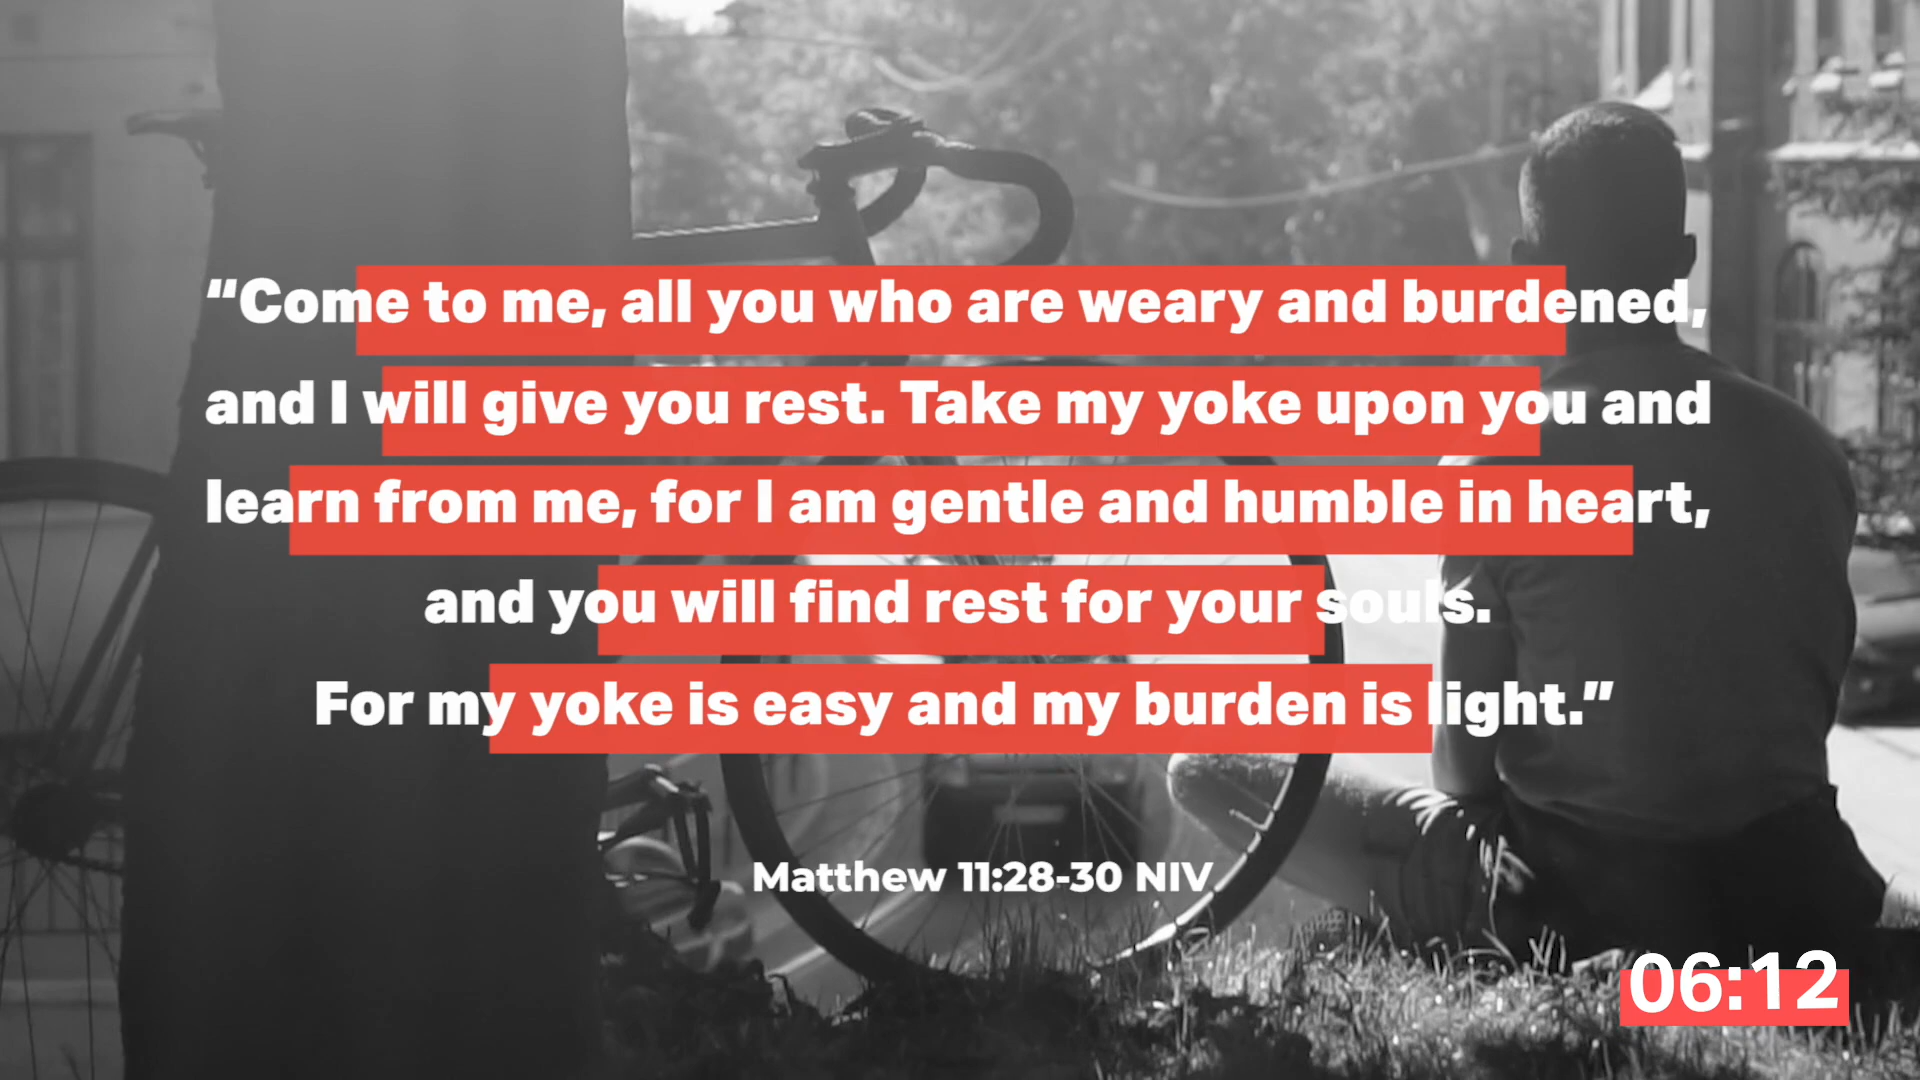 “Come to me, all you who are weary and burdened,
and I will give you rest. Take my yoke upon you and
learn from me, for I am gentle and humble in heart,
and you will find rest for your souls.
For my yoke is easy and my burden is light.”
Matthew 11:28-30 NIV
06:12